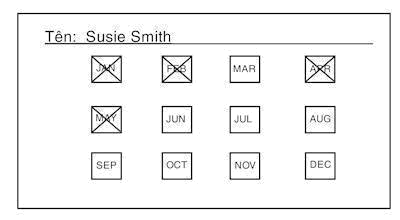 Tên: Susie Smith
JAN FEB MAR APR
MAY JUN JUL AUG
SEP OCT NOV DEC